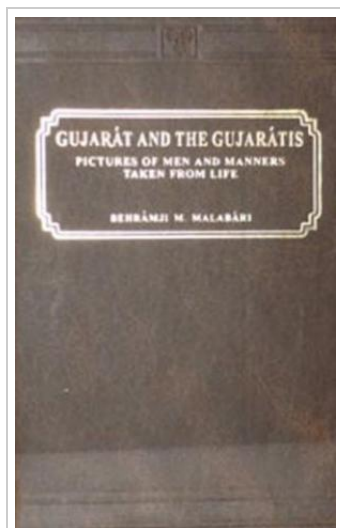 GUJARÂT AND THE GUJARÂTIS
PICTURES OF MEN AND MANNERS
TAKEN FROM LIFE
BEHRÂMJI M. MALABÂRI